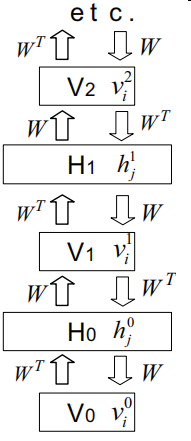 etc.
W^T W
V2 v_i^2
W W^T
H1 h_j^1
W^T W
V1 v_i^1
W W^T
H0 h_j^0
W^T W
V0 v_i^0